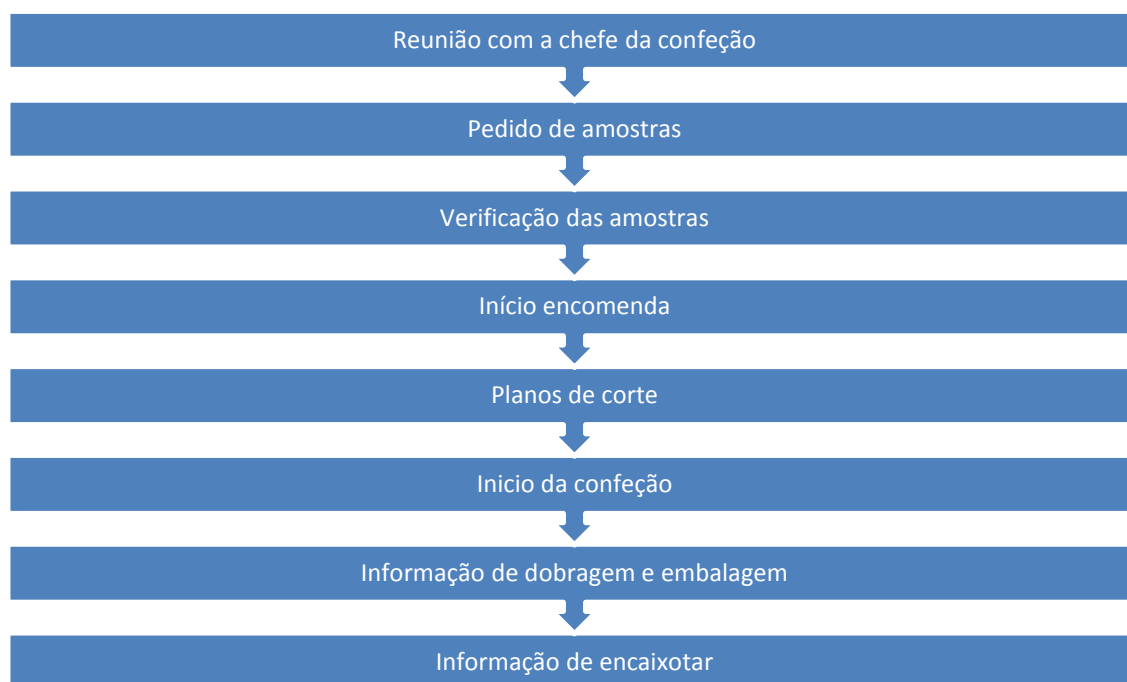 Reunião com a chefe da confeção
Pedido de amostras
Verificação das amostras
Início encomenda
Planos de corte
Inicio da confeção
Informação de dobragem e embalagem
Informação de encaixotar